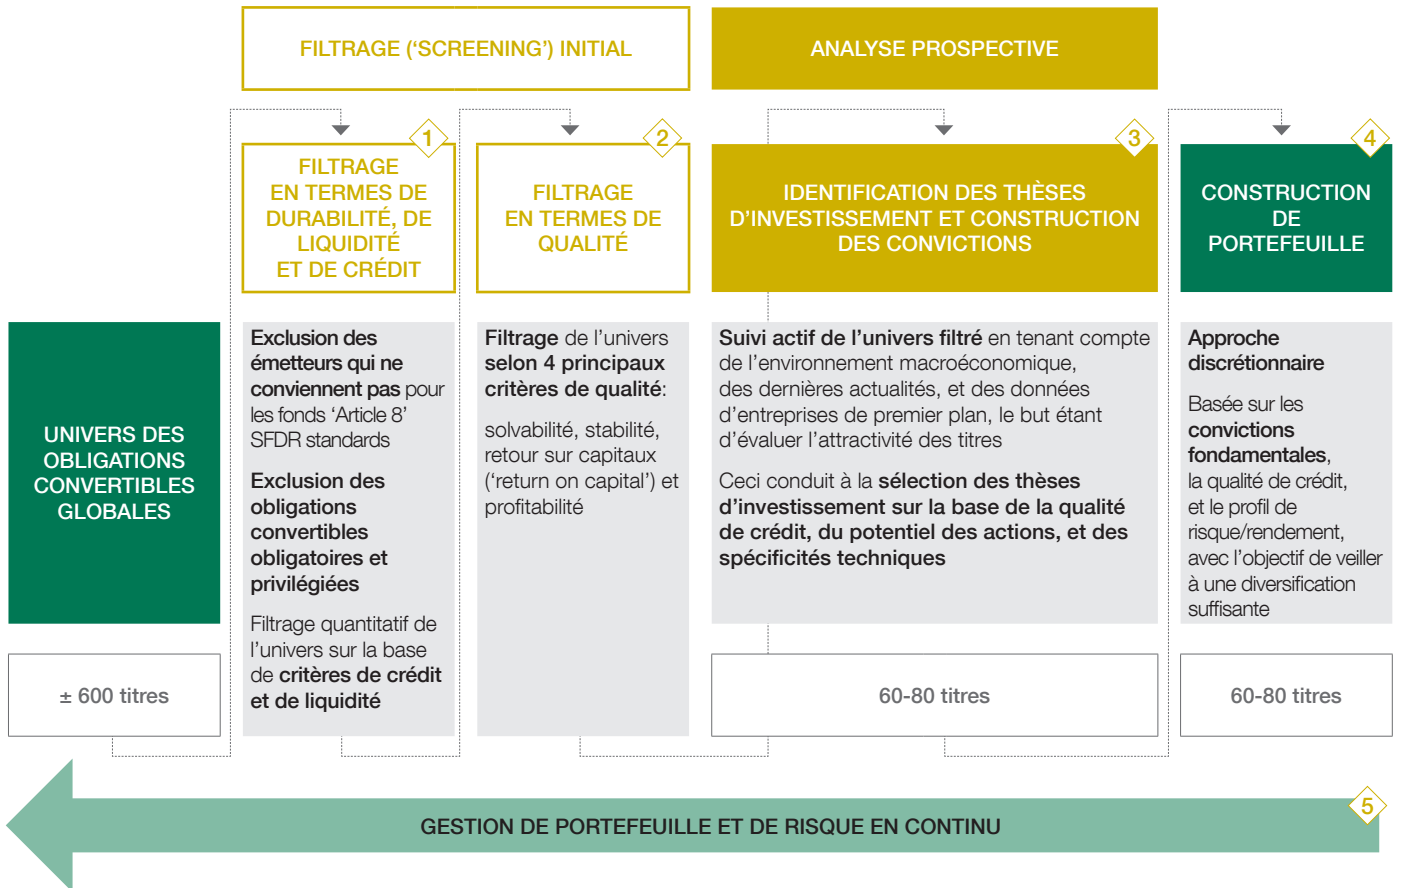 FILTRAGE (‘SCREENING’) INITIAL
ANALYSE PROSPECTIVE
1
FILTRAGE
EN TERMES DE
DURABILITÉ, DE
LIQUIDITÉ
ET DE CRÉDIT
2
FILTRAGE
EN TERMES DE
QUALITÉ
3
IDENTIFICATION DES THÈSES
D’INVESTISSEMENT ET CONSTRUCTION
DES CONVICTIONS
4
CONSTRUCTION
DE
PORTEFEUILLE
UNIVERS DES
OBLIGATIONS
CONVERTIBLES
GLOBALES
± 600 titres
Exclusion des
émetteurs qui ne
conviennent pas pour
les fonds ‘Article 8’
SFDR standards
Exclusion des
obligations
convertibles
obligatoires et
privilégiées
Filtrage quantitatif de
l’univers sur la base
de critères de crédit
et de liquidité
Filtrage de l’univers
selon 4 principaux
critères de qualité:
solvabilité, stabilité,
retour sur capitaux
(‘return on capital’) et
profitabilité
Suivi actif de l’univers filtré en tenant compte
de l’environnement macroéconomique,
des dernières actualités, et des données
d’entreprises de premier plan, le but étant
d’évaluer l’attractivité des titres
Ceci conduit à la sélection des thèses
d’investissement sur la base de la qualité
de crédit, du potentiel des actions, et des
spécificités techniques
60-80 titres
Approche
discrétionnaire
Basée sur les
convictions
fondamentales,
la qualité de crédit,
et le profil de
risque/rendement,
avec l’objectif de veiller
à une diversification
suffisante
60-80 titres
5
GESTION DE PORTEFEUILLE ET DE RISQUE EN CONTINU